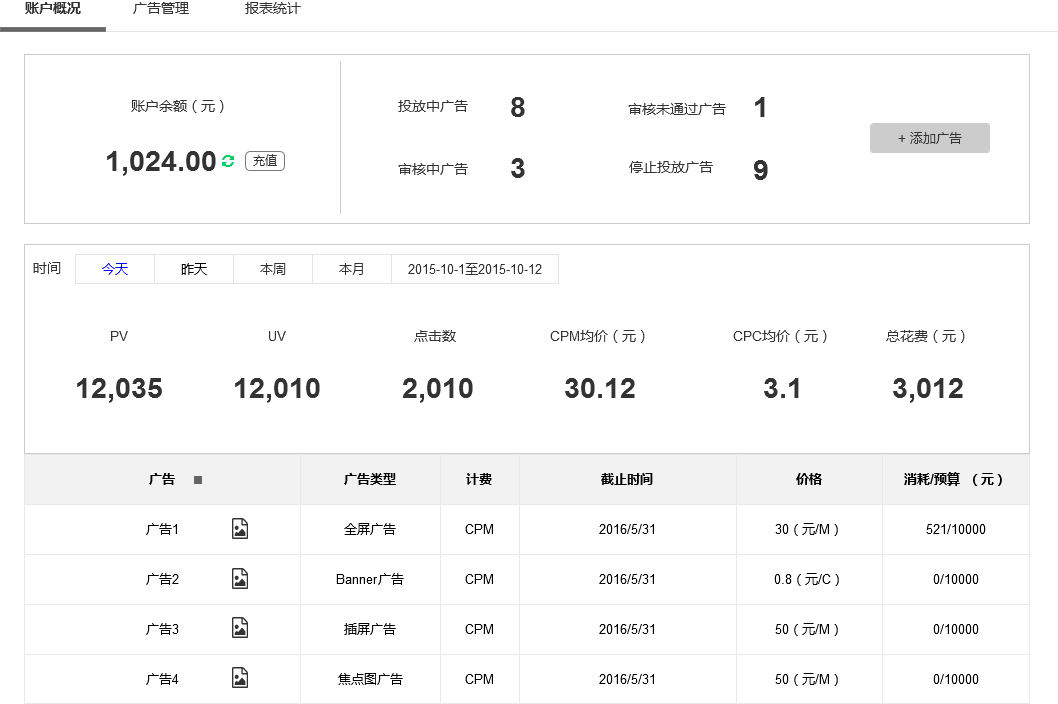 账户概况 广告管理 报表统计
账户余额（元） 投放中广告 8 审核未通过广告 1
+ 添加广告
1,024.00 充值 审核中广告 3 停止投放广告 9
时间 今天 昨天 本周 本月 2015-10-1至2015-10-12
PV UV 点击数 CPM均价（元） CPC均价（元） 总花费（元）
12,035 12,010 2,010 30.12 3.1 3,012
广告 广告类型 计费 截止时间 价格 消耗/预算 （元）
广告1 全屏广告 CPM 2016/5/31 30（元/M） 521/10000
广告2 Banner广告 CPM 2016/5/31 0.8（元/C） 0/10000
广告3 插屏广告 CPM 2016/5/31 50（元/M） 0/10000
广告4 焦点图广告 CPM 2016/5/31 50（元/M） 0/10000